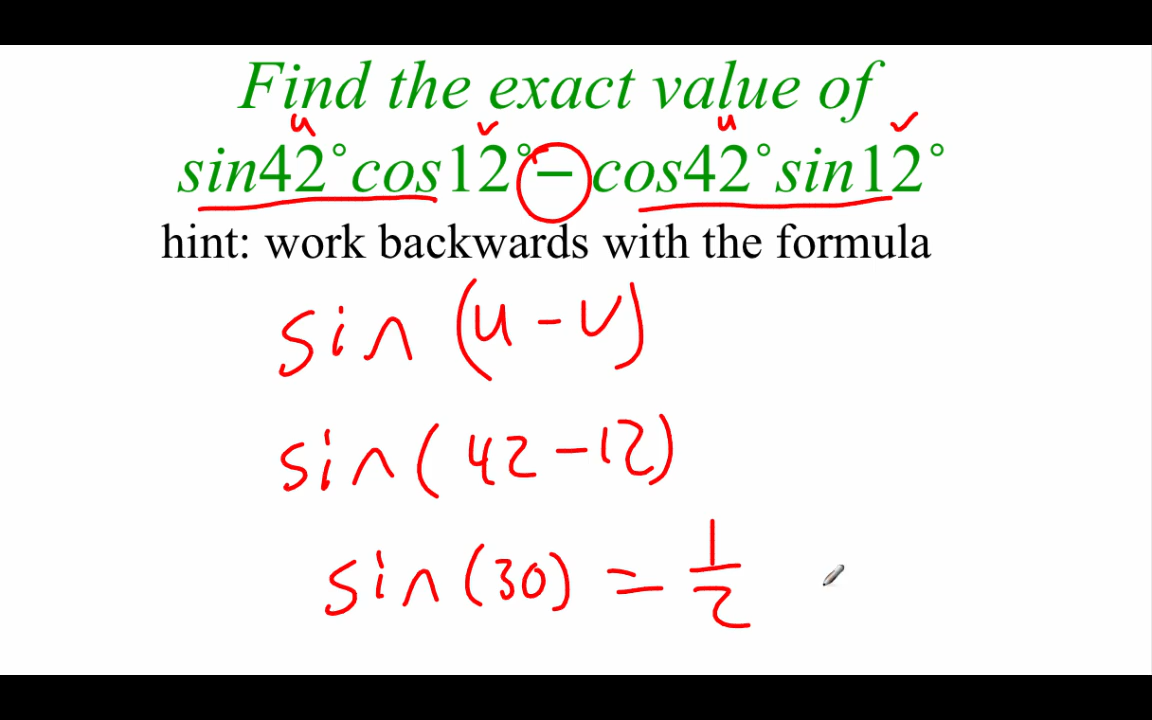 Find the exact value of
u v u v
sin42°cos12° − cos42°sin12°
hint: work backwards with the formula
sin (u - v)
sin (42 - 12)
sin (30) = 1/2